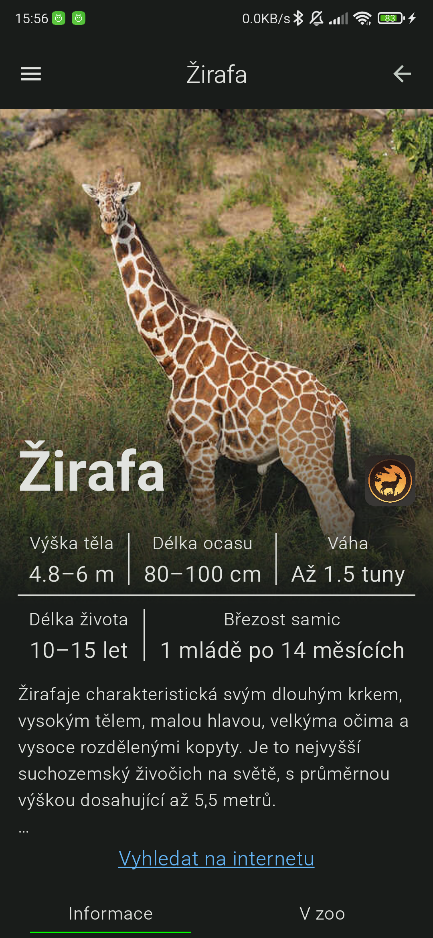 15:56 0.0KB/s 83
Žirafa
Žirafa
Výška těla Délka ocasu Váha
4.8–6 m 80–100 cm Až 1.5 tuny
Délka života Březost samic
10–15 let 1 mládě po 14 měsících
Žirafaje charakteristická svým dlouhým krkem,
vysokým tělem, malou hlavou, velkýma očima a
vysoce rozdělenými kopyty. Je to nejvyšší
suchozemský živočich na světě, s průměrnou
výškou dosahující až 5,5 metrů.
...
Vyhledat na internetu
Informace V zoo